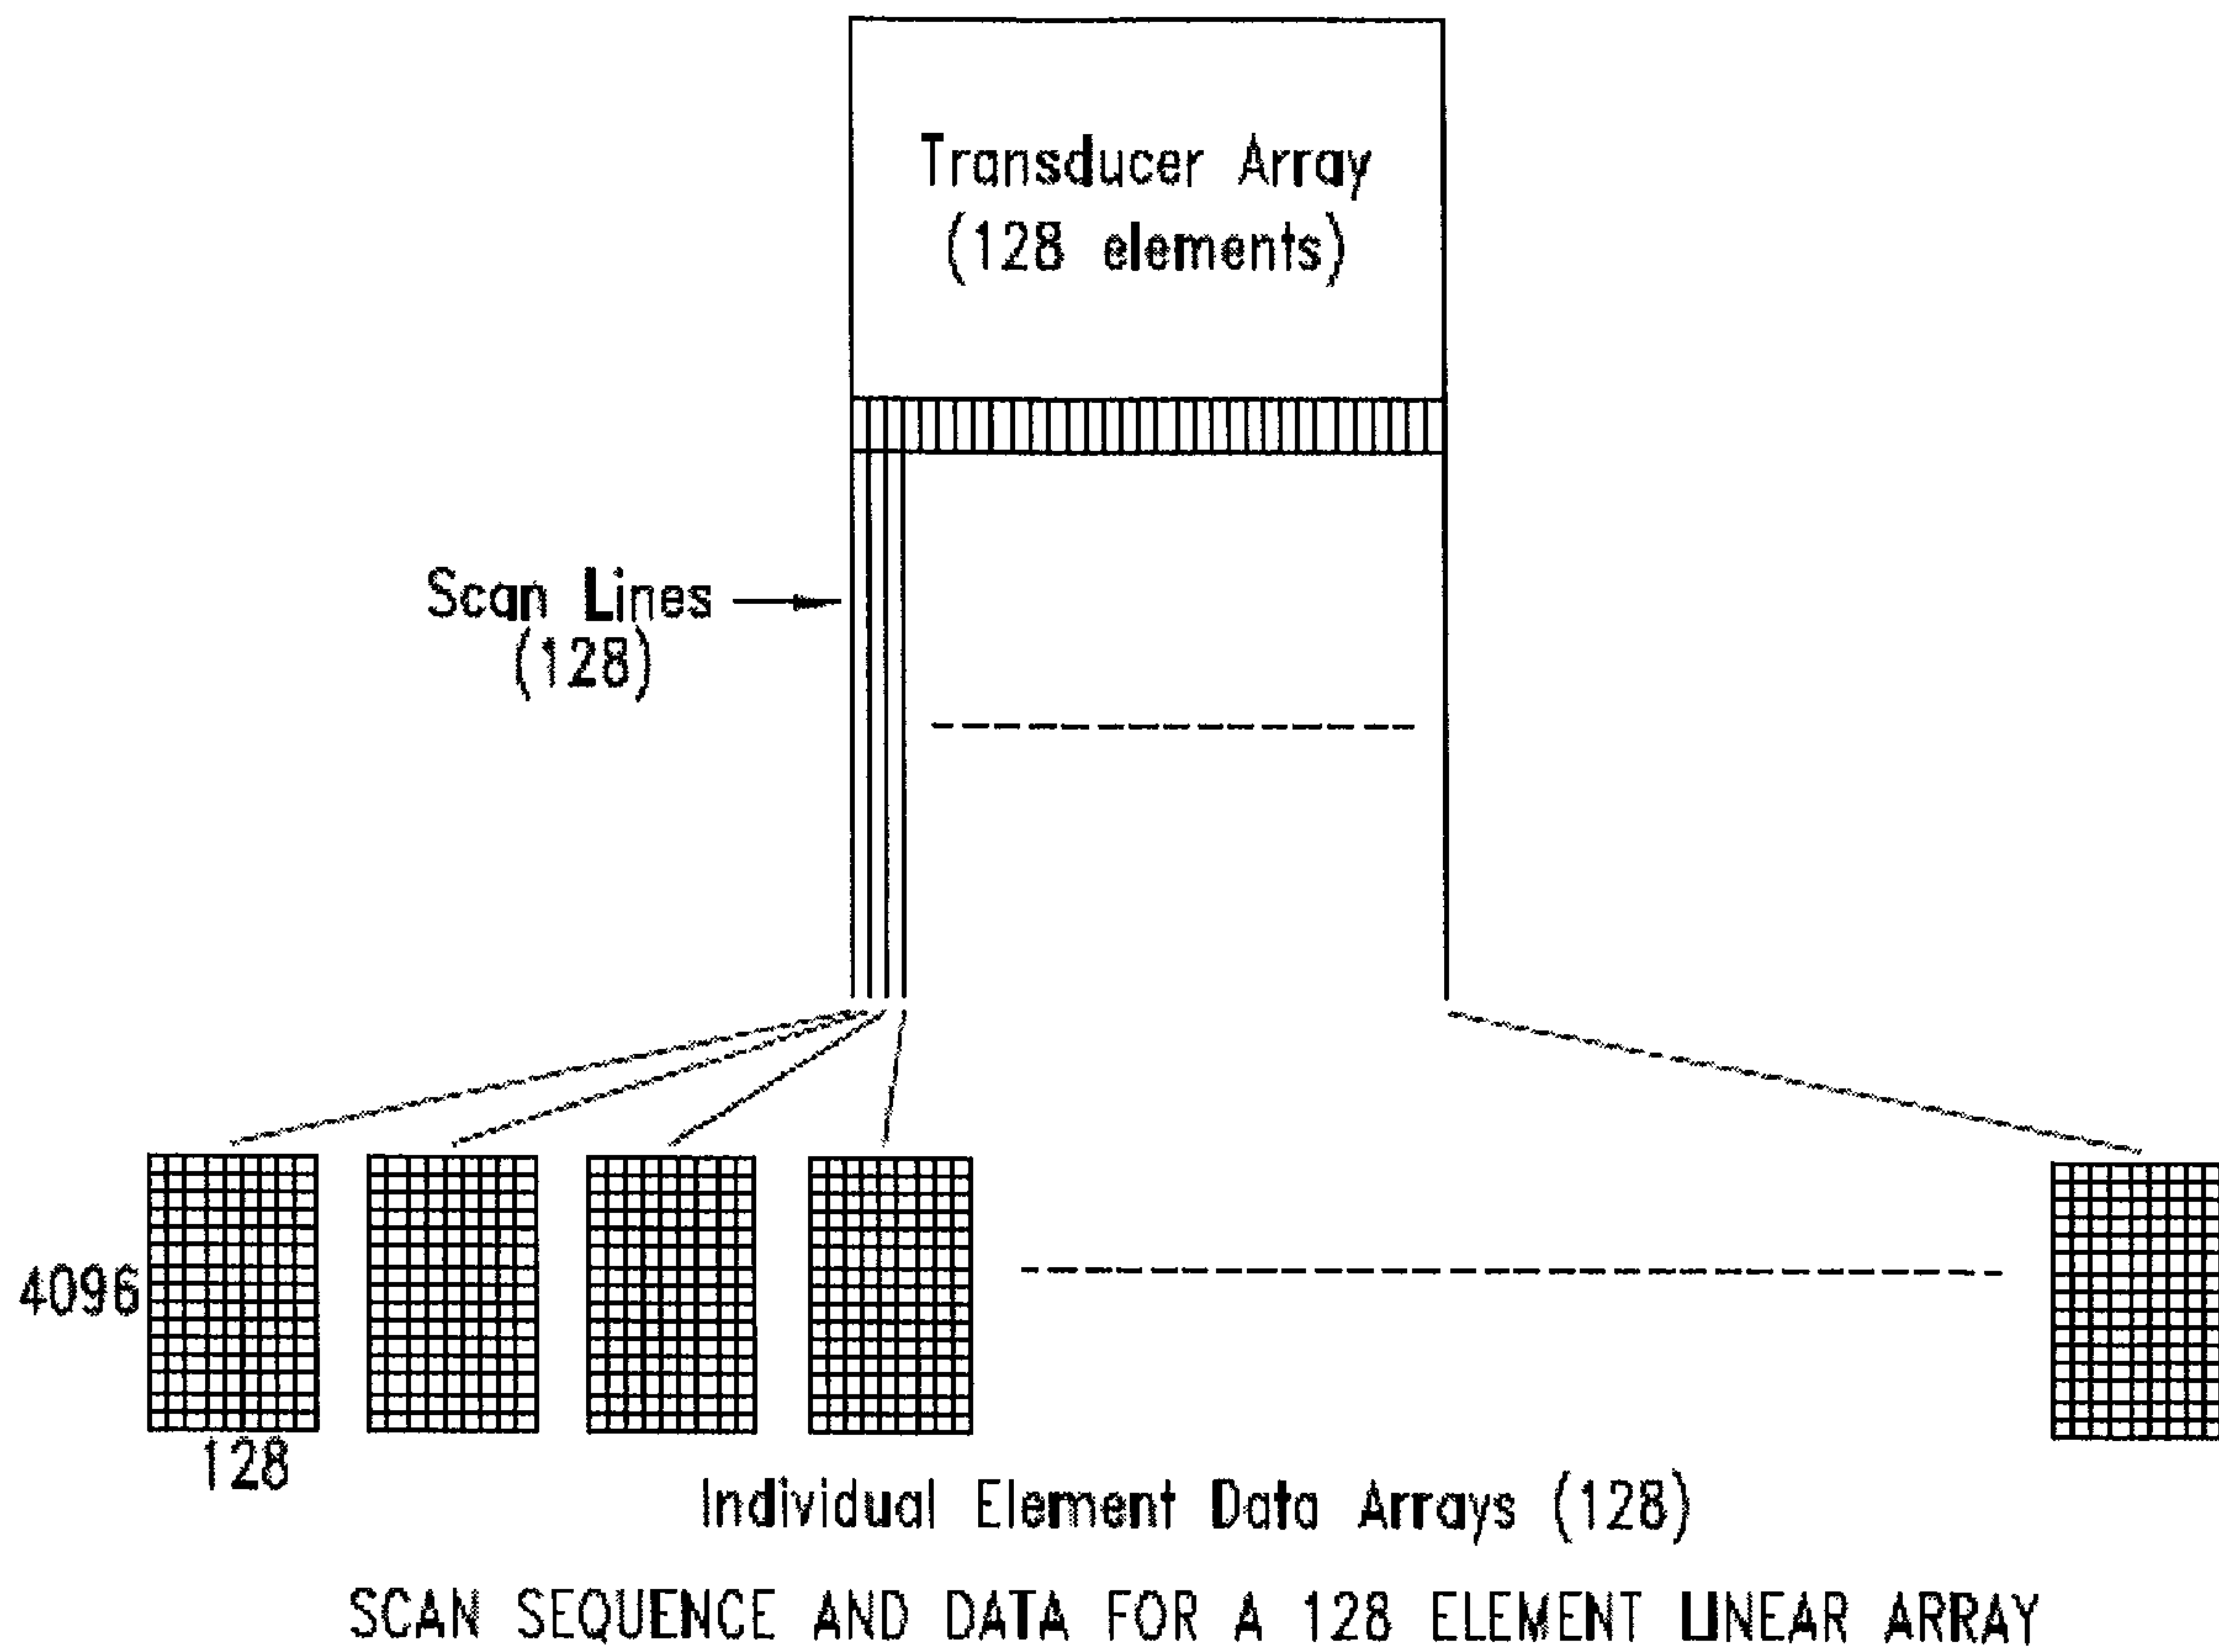 Transducer Array
(128 elements)
Scan Lines
(128)
4096
128
Individual Element Data Arrays (128)
SCAN SEQUENCE AND DATA FOR A 128 ELEMENT LINEAR ARRAY